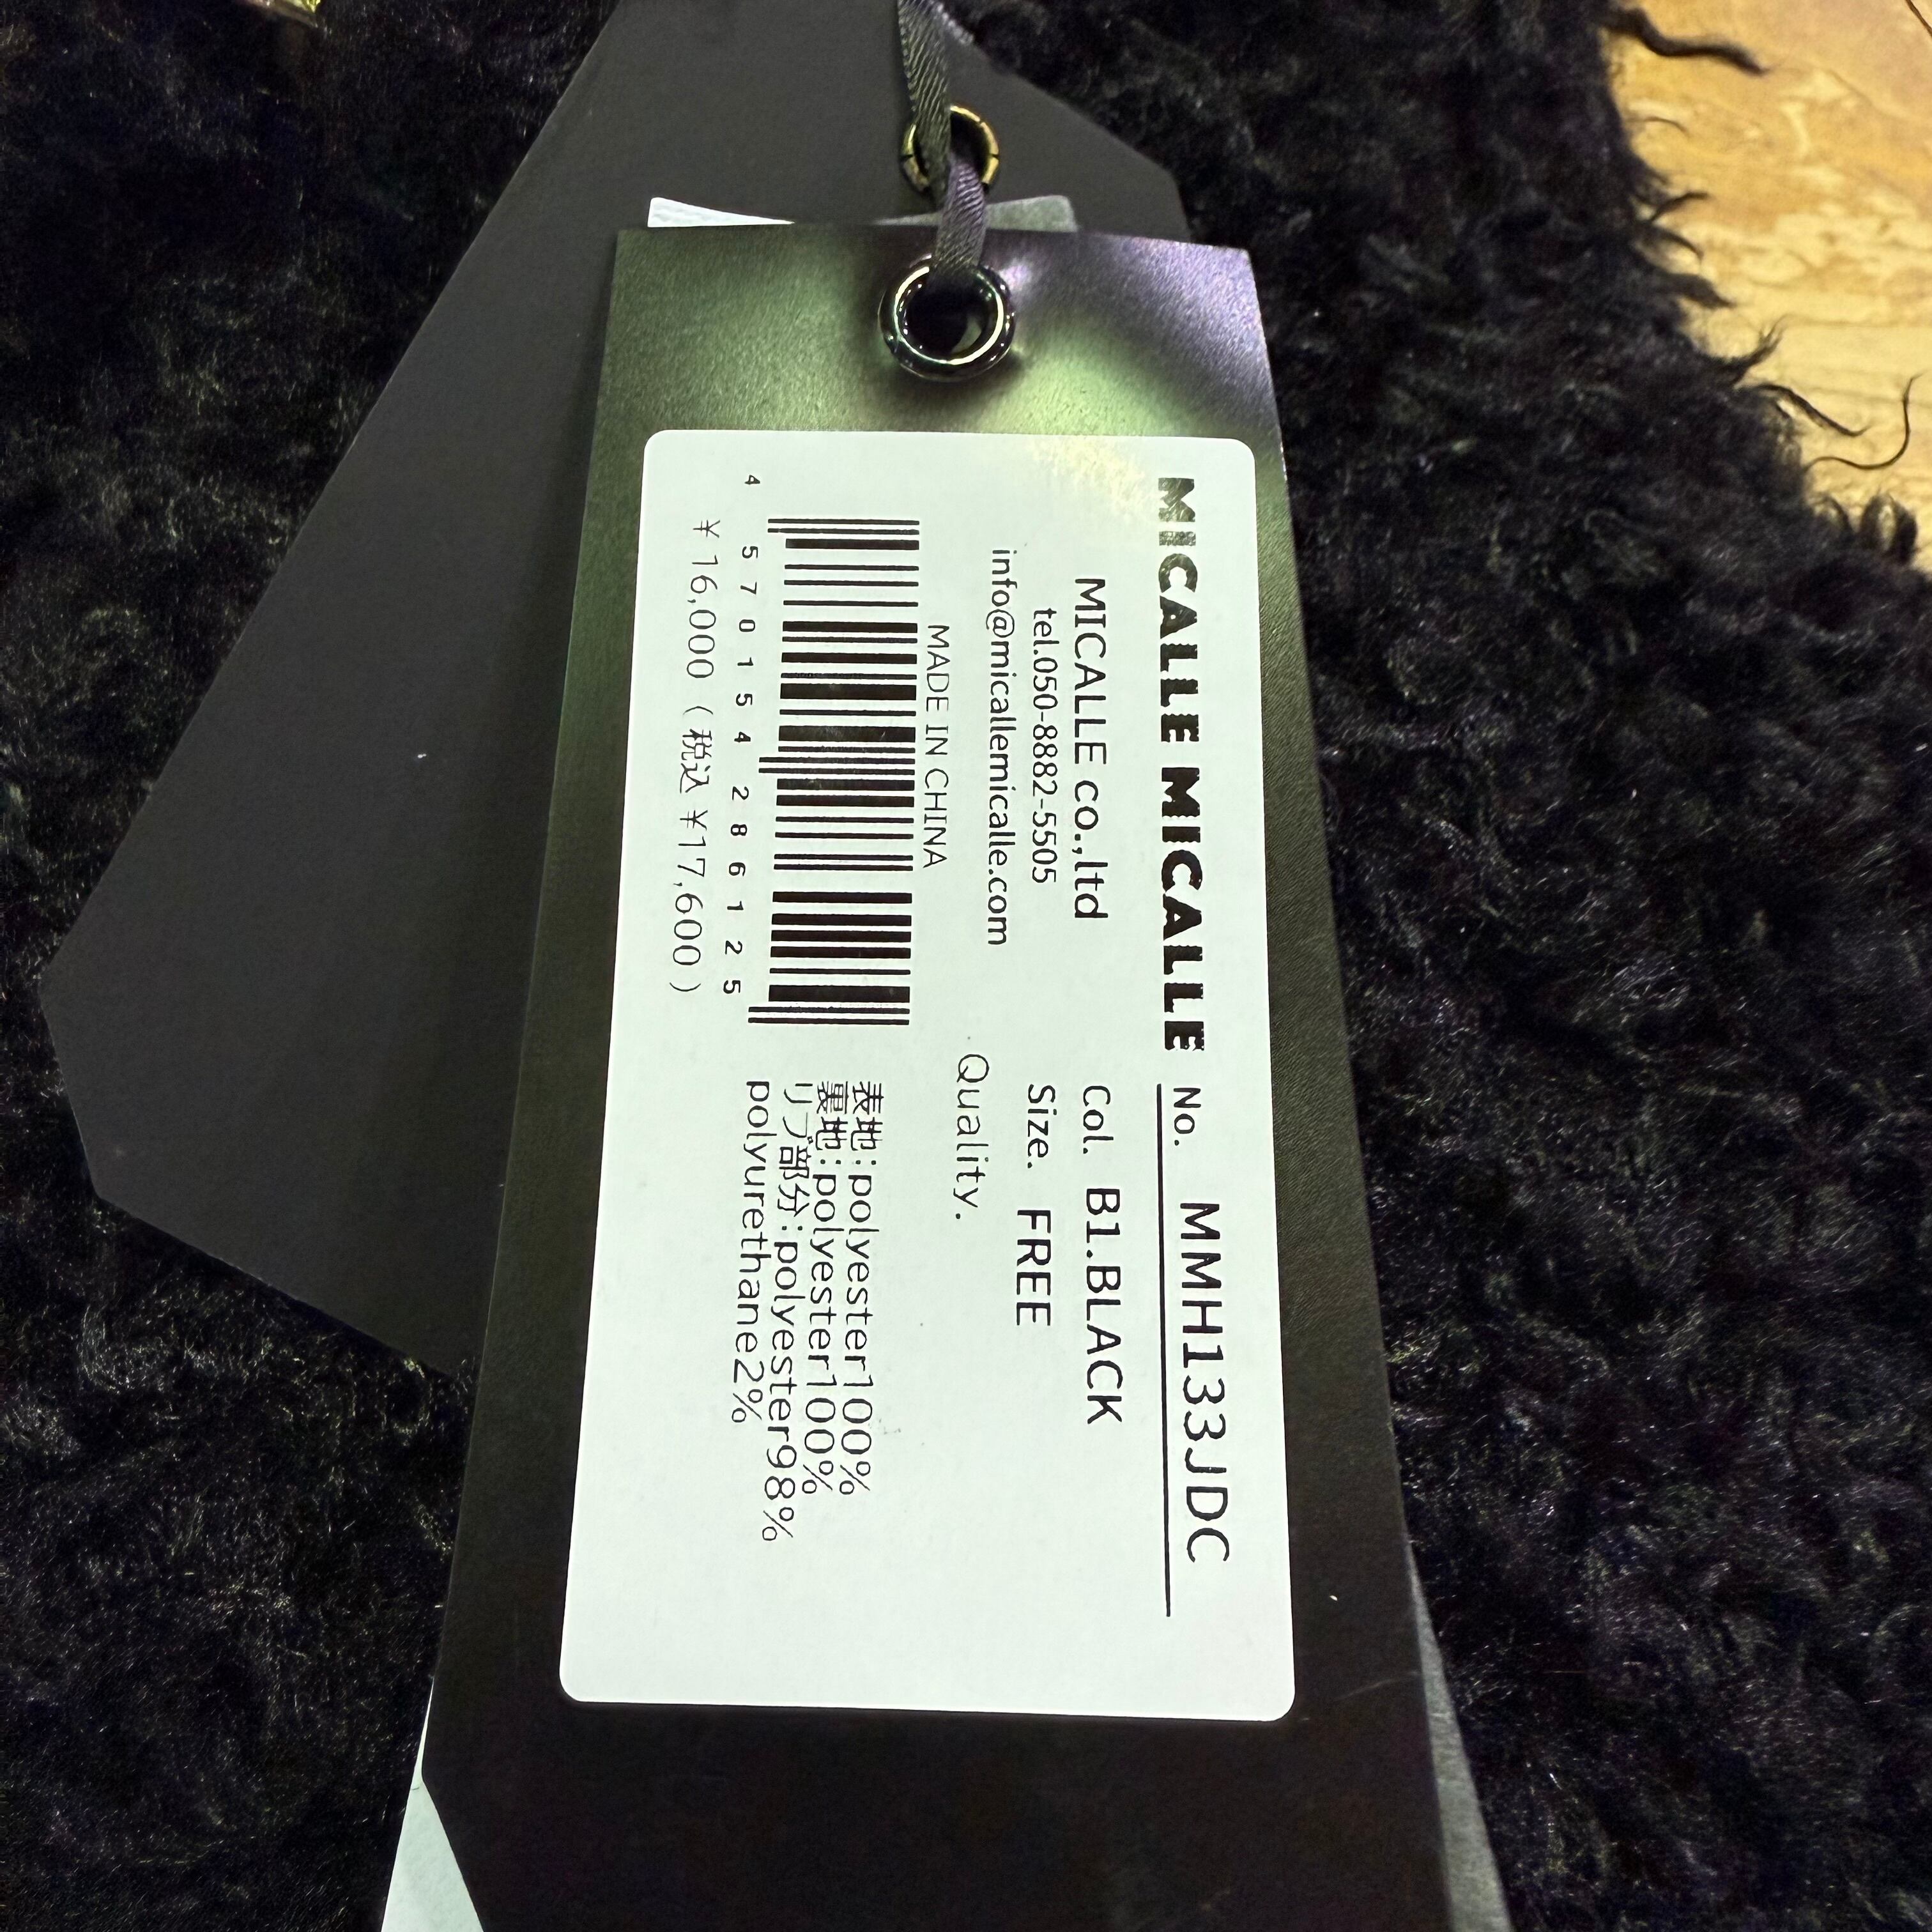 MICALLE MICALLE
MICALLE co.,ltd
tel.050-8882-5505
info@micallemicalle.com
MADE IN CHINA
4 570154 286125
¥ 16,000 ( 税込 ¥17,600 )
No. MMH133JDC
Col. B1.BLACK
Size. FREE
Quality.
表地:polyester100%
裏地:polyester100%
リブ部分:polyester98%
polyurethane2%